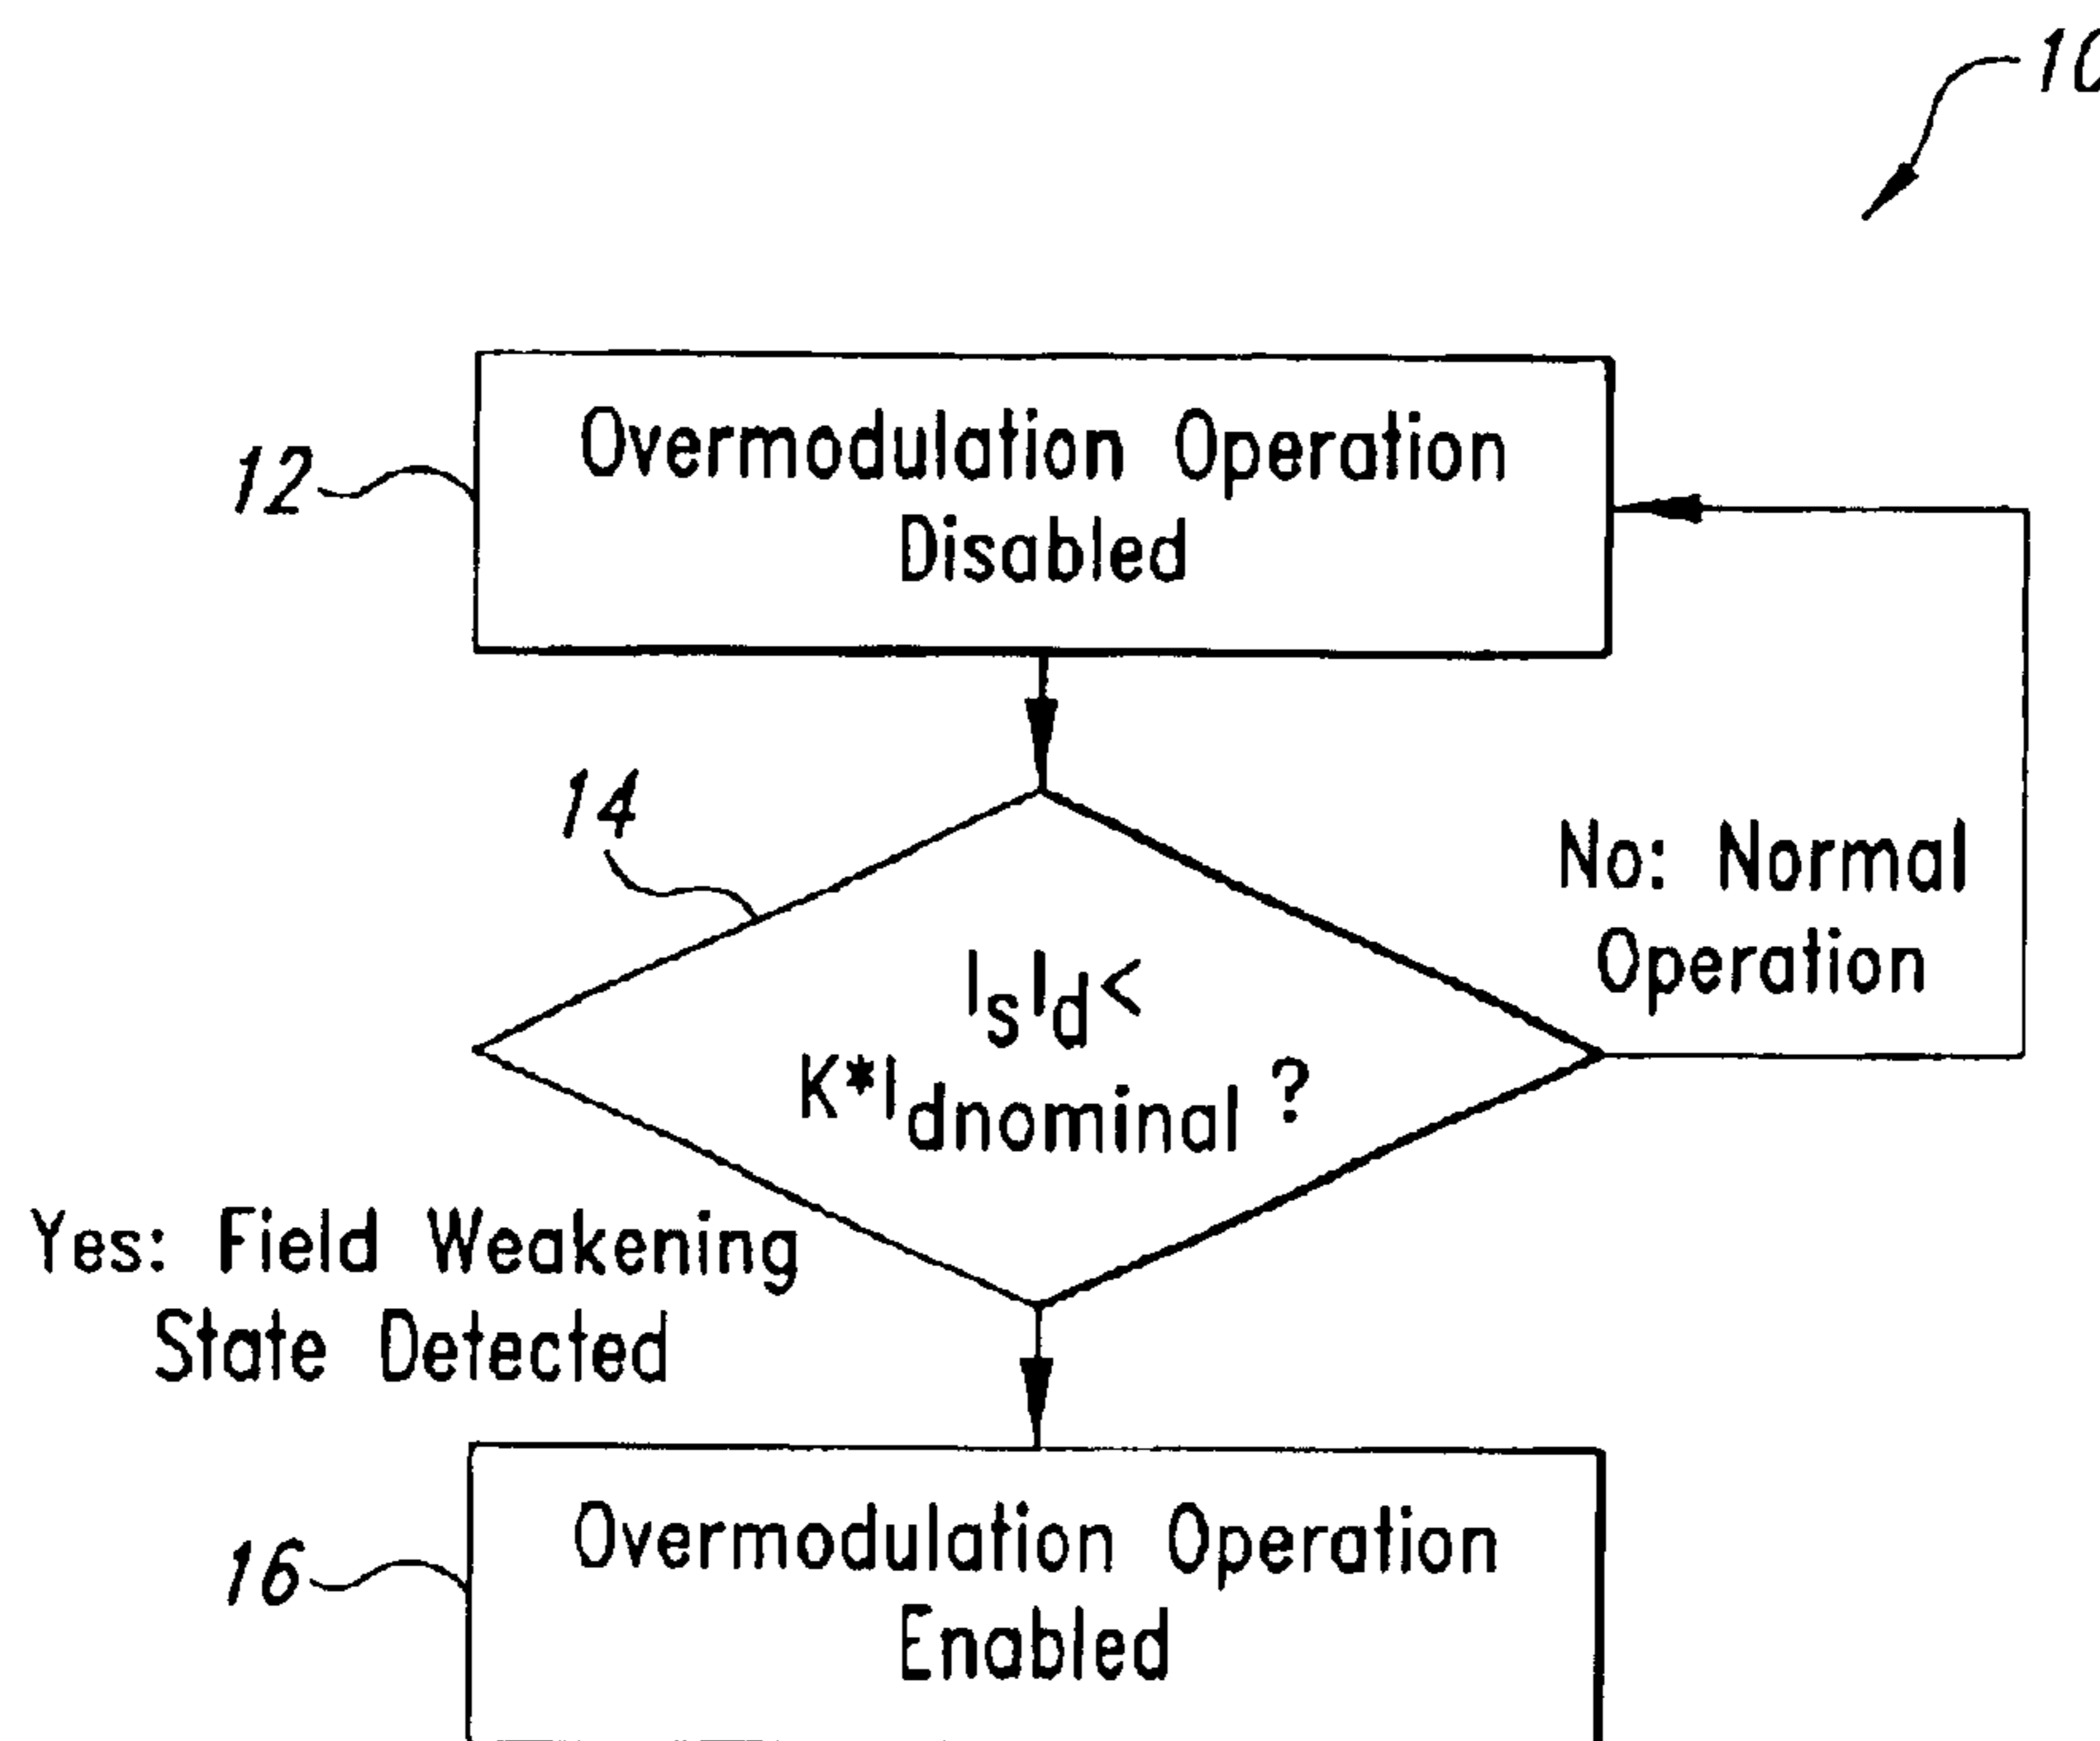 10
12
Overmodulation Operation
Disabled
14
No: Normal
Operation
IsId<
K*Idnominal ?
Yes: Field Weakening
State Detected
16
Overmodulation Operation
Enabled